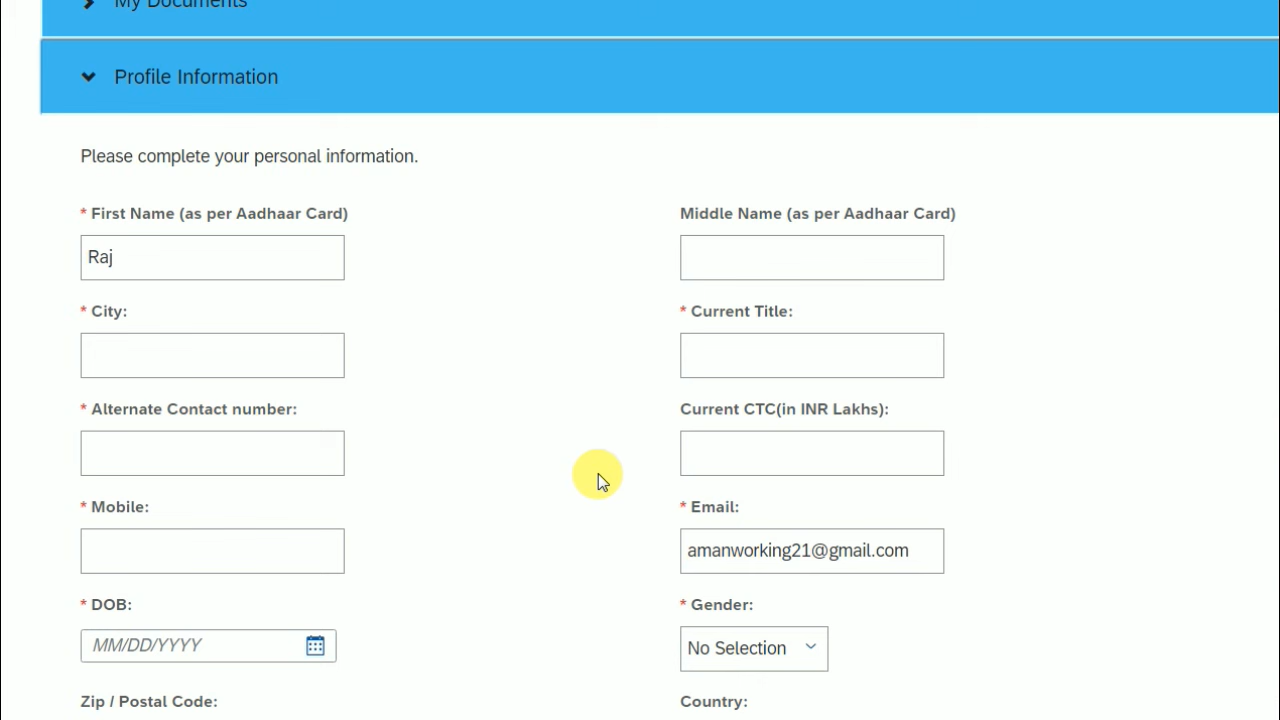 My Documents
Profile Information
Please complete your personal information.
* First Name (as per Aadhaar Card)
Middle Name (as per Aadhaar Card)
Raj
* City:
* Current Title:
* Alternate Contact number:
Current CTC(in INR Lakhs):
* Mobile:
* Email:
amanworking21@gmail.com
* DOB:
* Gender:
MM/DD/YYYY
No Selection
Zip / Postal Code:
Country: